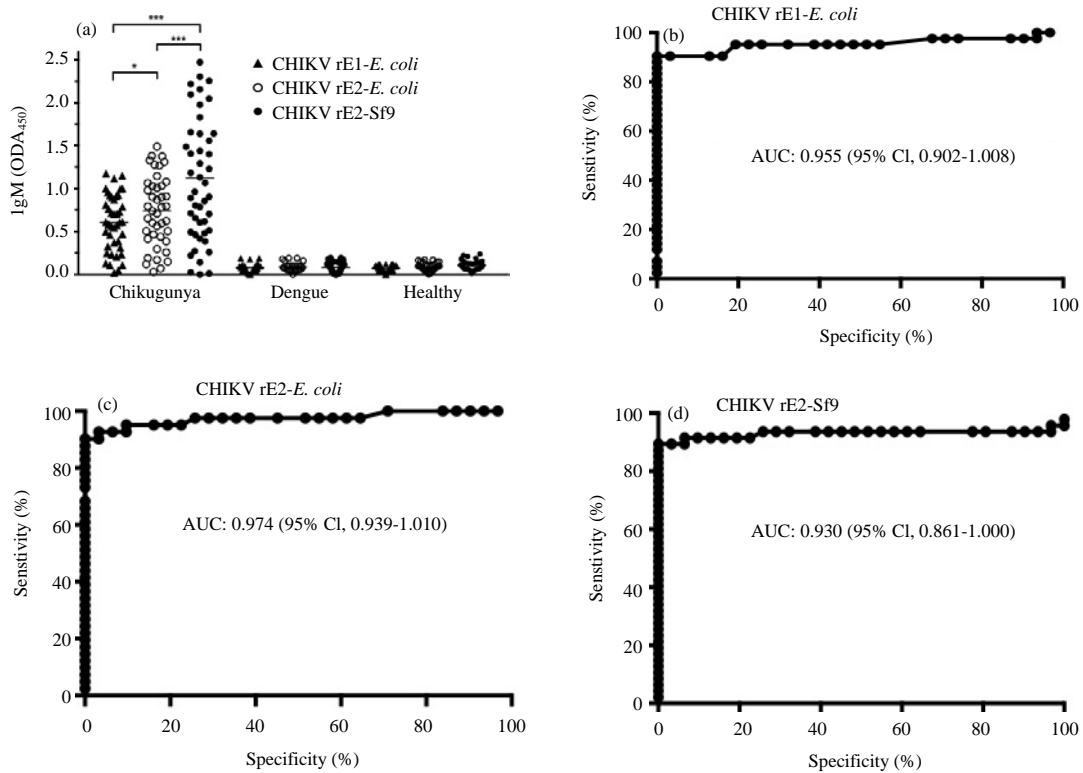 (a)
***
***
*
2.5
2.0
1.5
1.0
0.5
0.0
1gM (ODA450)
CHIKV rE1-E. coli
CHIKV rE2-E. coli
CHIKV rE2-Sf9
Chikugunya
Dengue
Healthy
CHIKV rE1-E. coli
(b)
100
80
60
40
20
0
Senstivity (%)
AUC: 0.955 (95% Cl, 0.902-1.008)
0 20 40 60 80 100
Specificity (%)
CHIKV rE2-E. coli
(c)
100
80
60
40
20
0
Senstivity (%)
AUC: 0.974 (95% Cl, 0.939-1.010)
0 20 40 60 80 100
Specificity (%)
CHIKV rE2-Sf9
(d)
100
80
60
40
20
0
Senstivity (%)
AUC: 0.930 (95% Cl, 0.861-1.000)
0 20 40 60 80 100
Specificity (%)